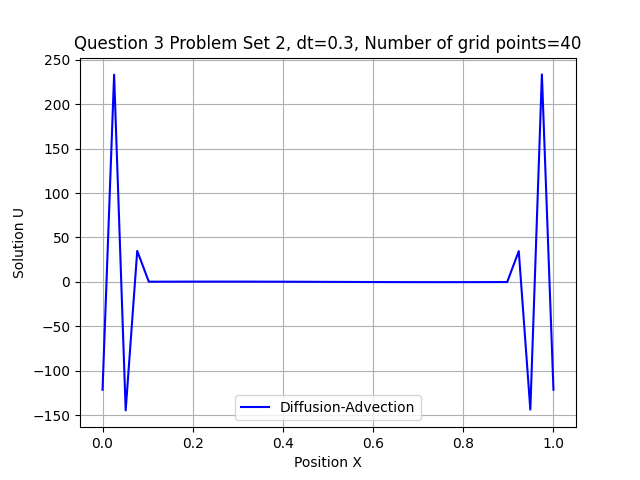 Question 3 Problem Set 2, dt=0.3, Number of grid points=40
250
200
150
100
50
0
−50
−100
−150
Solution U
Diffusion-Advection
0.0 0.2 0.4 0.6 0.8 1.0
Position X